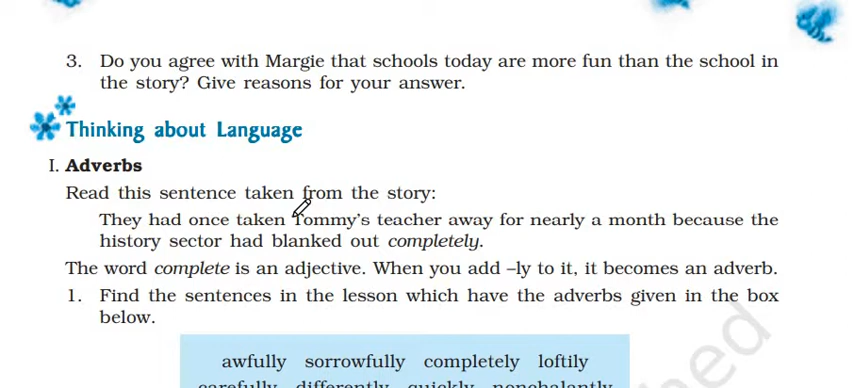 3. Do you agree with Margie that schools today are more fun than the school in
the story? Give reasons for your answer.
Thinking about Language
I. Adverbs
Read this sentence taken from the story:
They had once taken Tommy's teacher away for nearly a month because the
history sector had blanked out completely.
The word complete is an adjective. When you add –ly to it, it becomes an adverb.
1. Find the sentences in the lesson which have the adverbs given in the box
below.
awfully sorrowfully completely loftily
carefully differently quickly nonchalantly